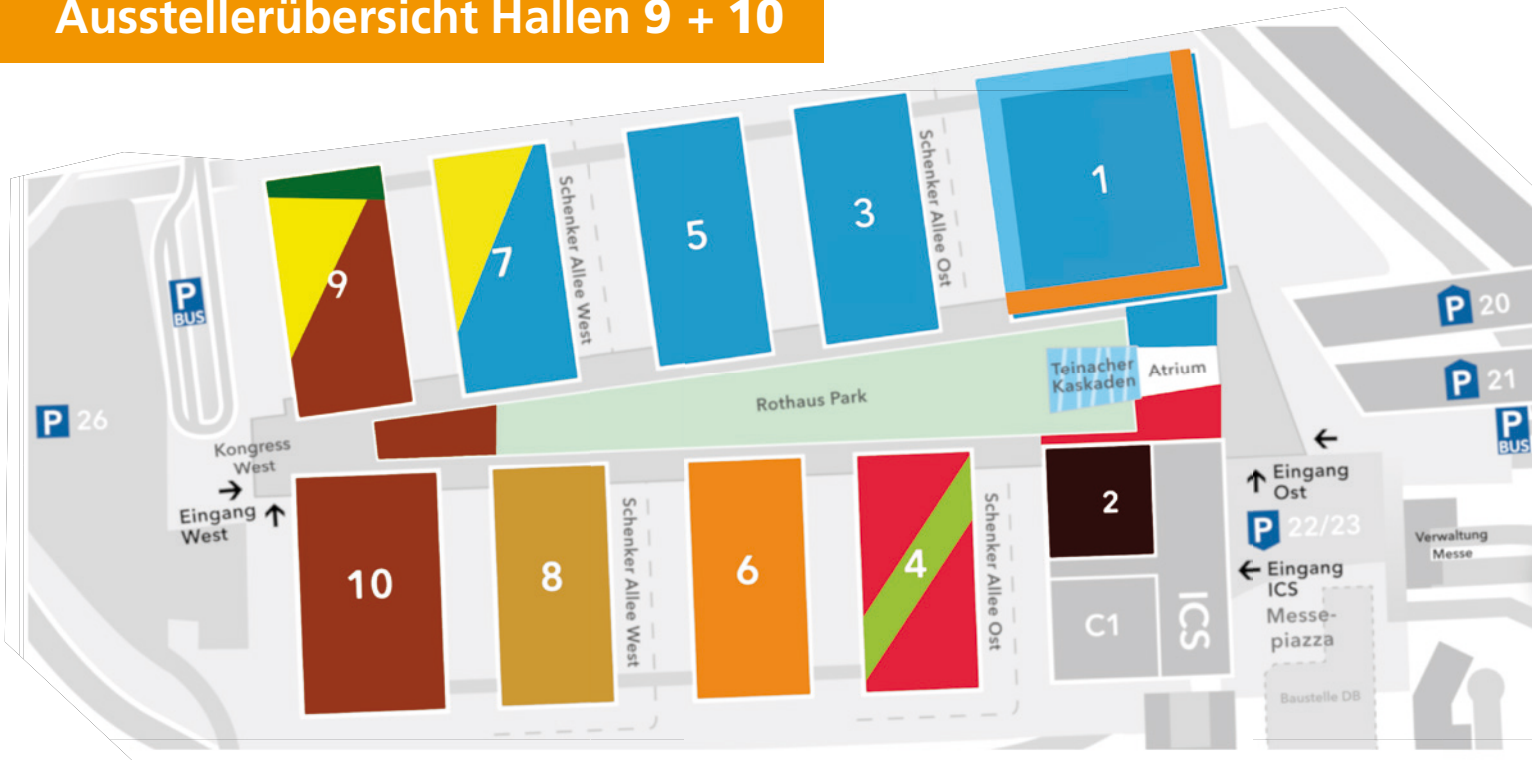 Ausstellerübersicht Hallen 9 + 10
1
3
5
7
9
Schenker Allee Ost
Schenker Allee West
P
BUS
P 20
P 21
P
BUS
P 26
Teinacher
Kaskaden
Atrium
Rothaus Park
Kongress
West
Eingang
West
10
8
6
4
2
C1
ICS
Schenker Allee West
Schenker Allee Ost
Eingang
Ost
P 22/23
Eingang
ICS
Messe-
piazza
Baustelle DB
Verwaltung
Messe